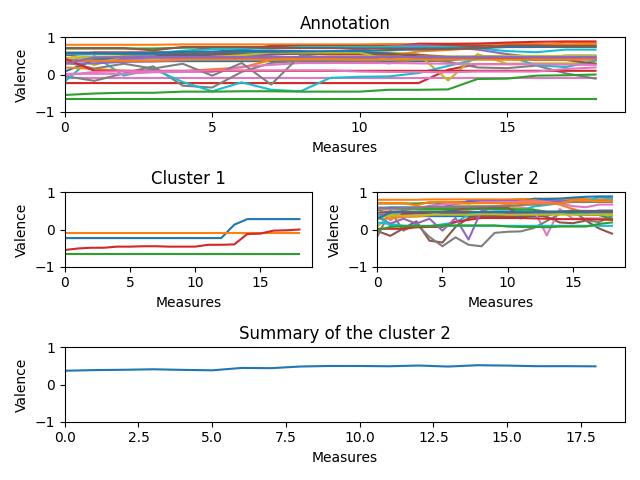 Annotation
Valence
1
0
−1
0
5
10
15
Measures
Cluster 1
Cluster 2
Valence
1
0
−1
0
5
10
15
Measures
Valence
1
0
−1
0
5
10
15
Measures
Summary of the cluster 2
Valence
1
0
−1
0.0
2.5
5.0
7.5
10.0
12.5
15.0
17.5
Measures